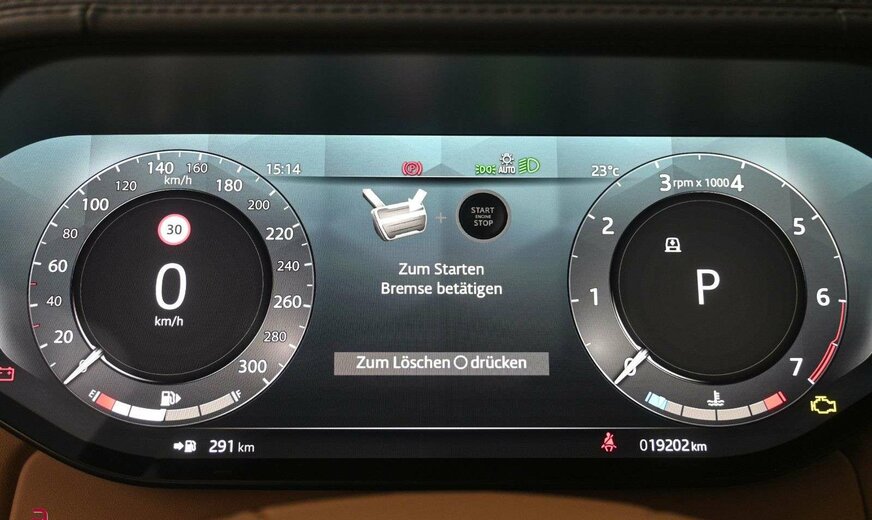 15:14
AUTO
23°C
20
40
60
80
100
120
140
160
180
200
220
240
260
280
300
km/h
30
0
km/h
E
F
START
ENGINE
STOP
+
Zum Starten
Bremse betätigen
Zum Löschen drücken
0
1
2
3
rpm x 1000
4
5
6
7
P
291 km
019202 km